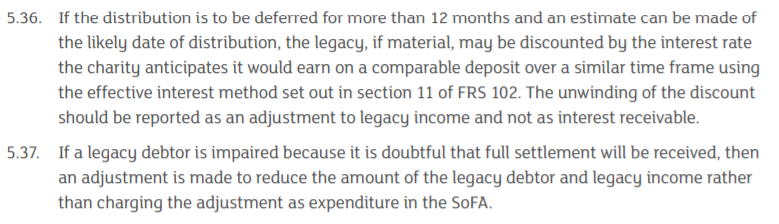 5.36. If the distribution is to be deferred for more than 12 months and an estimate can be made of
the likely date of distribution, the legacy, if material, may be discounted by the interest rate
the charity anticipates it would earn on a comparable deposit over a similar time frame using
the effective interest method set out in section 11 of FRS 102. The unwinding of the discount
should be reported as an adjustment to legacy income and not as interest receivable.
5.37. If a legacy debtor is impaired because it is doubtful that full settlement will be received, then
an adjustment is made to reduce the amount of the legacy debtor and legacy income rather
than charging the adjustment as expenditure in the SoFA.